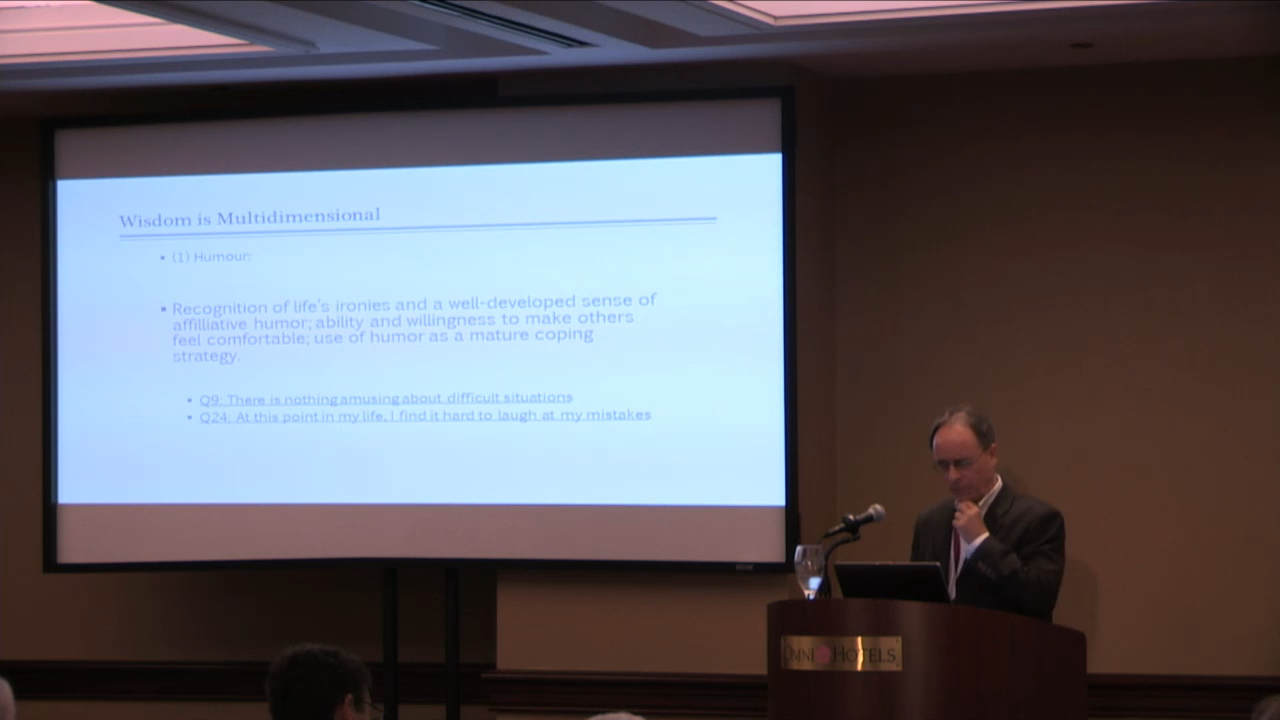 Wisdom is Multidimensional
• (1) Humour:
▪ Recognition of life's ironies and a well-developed sense of
affilliative humor; ability and willingness to make others
feel comfortable; use of humor as a mature coping
strategy.
• Q9: There is nothing amusing about difficult situations
• Q24: At this point in my life, I find it hard to laugh at my mistakes
OMNI HOTELS